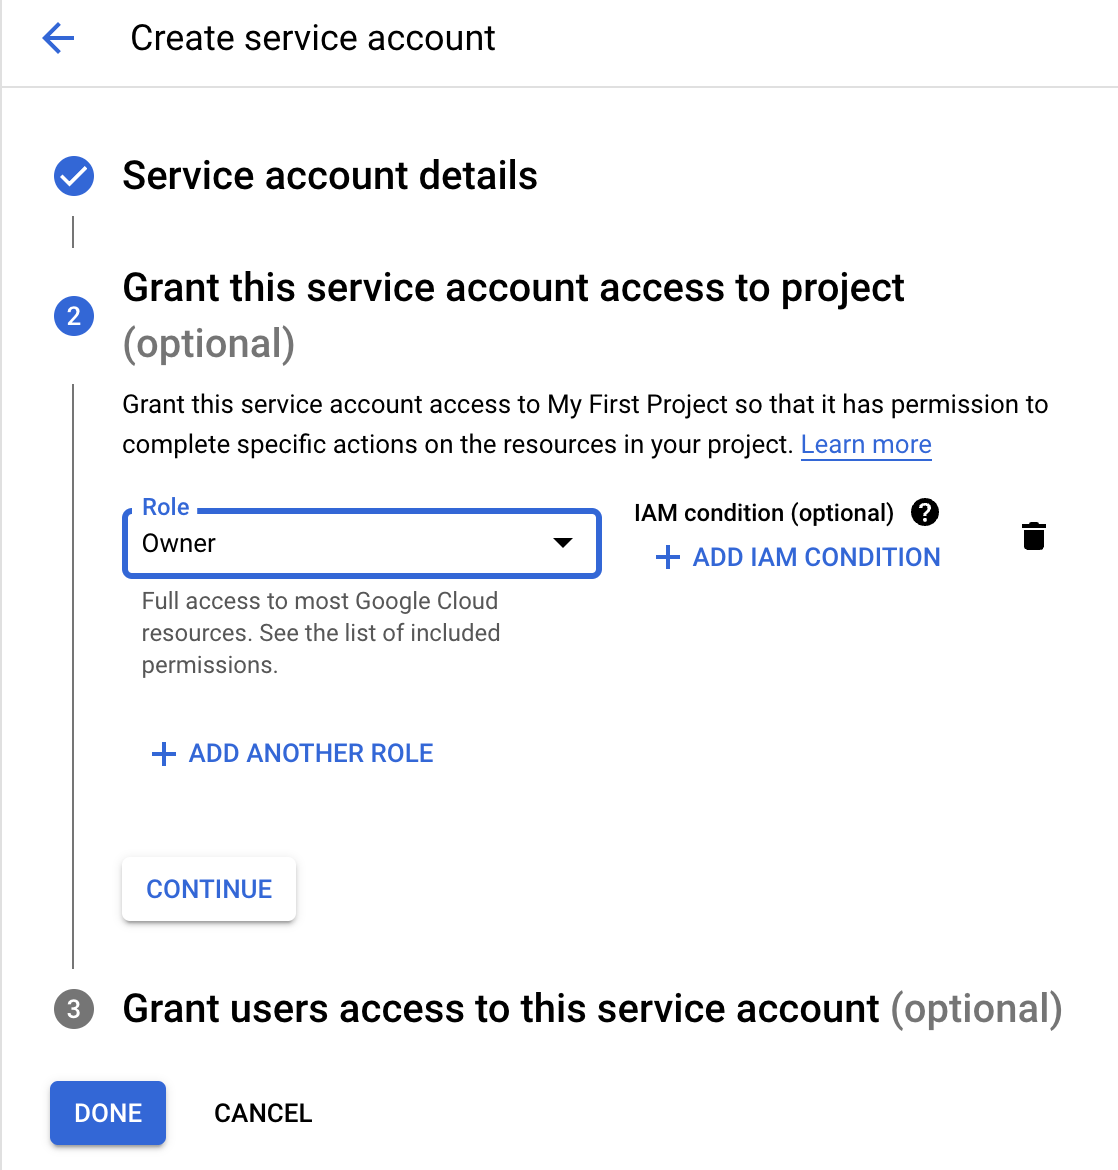 Create service account
Service account details
2
Grant this service account access to project
(optional)
Grant this service account access to My First Project so that it has permission to
complete specific actions on the resources in your project. Learn more
Role
Owner
IAM condition (optional) ?
+ ADD IAM CONDITION
Full access to most Google Cloud
resources. See the list of included
permissions.
+ ADD ANOTHER ROLE
CONTINUE
3 Grant users access to this service account (optional)
DONE CANCEL